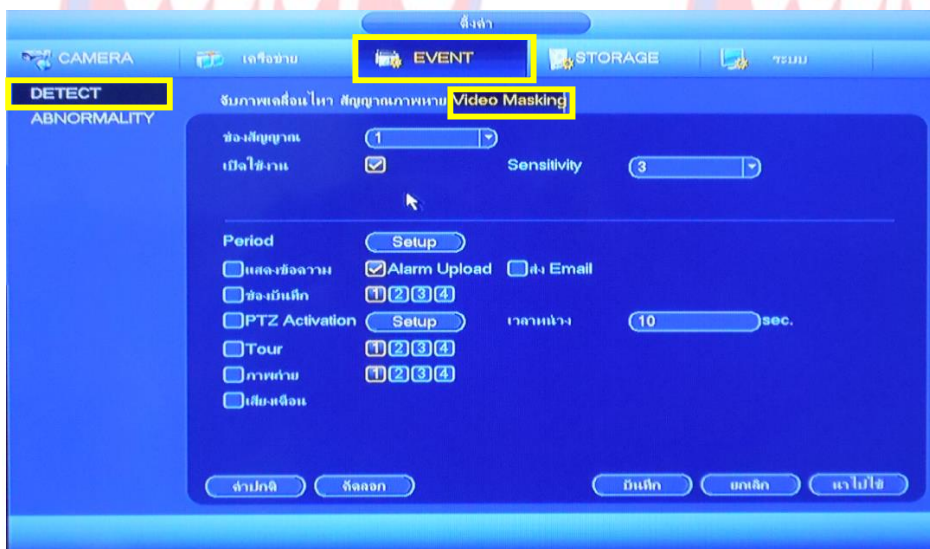 ตั้งค่า
CAMERA เครือข่าย EVENT STORAGE ระบบ
DETECT
ABNORMALITY
จับภาพเคลื่อนไหว สัญญาณภาพหาย Video Masking
ช่องสัญญาณ 1
เปิดใช้งาน Sensitivity 3
Period Setup
แสดงข้อความ Alarm Upload ส่ง Email
ช่องบันทึก 1 2 3 4
PTZ Activation Setup เวลาหน่วง 10 sec.
Tour 1 2 3 4
ภาพถ่าย 1 2 3 4
เสียงเตือน
ค่าปกติ คัดลอก บันทึก ยกเลิก นำไปใช้